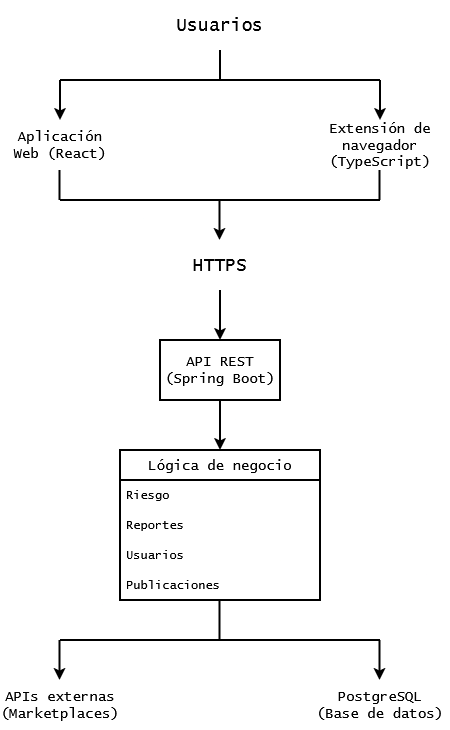 Usuarios
Aplicación
Web (React)
Extensión de
navegador
(TypeScript)
HTTPS
API REST
(Spring Boot)
Lógica de negocio
Riesgo
Reportes
Usuarios
Publicaciones
APIs externas
(Marketplaces)
PostgreSQL
(Base de datos)